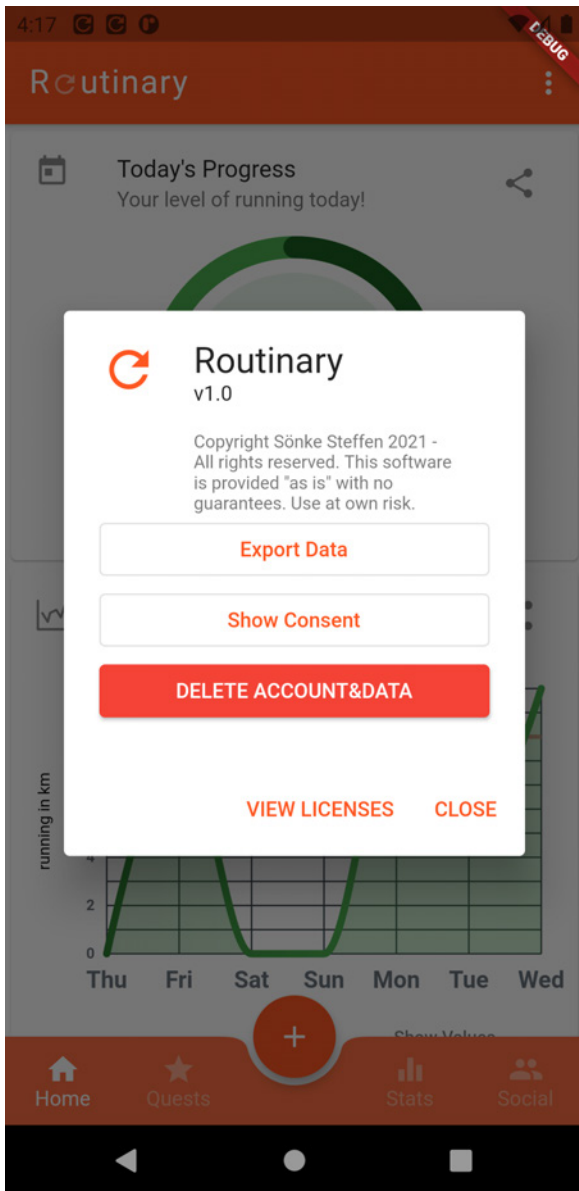 4:17
DEBUG
Routinary
Today's Progress
Your level of running today!
Routinary
v1.0
Copyright Sönke Steffen 2021 -
All rights reserved. This software
is provided "as is" with no
guarantees. Use at own risk.
Export Data
Show Consent
DELETE ACCOUNT&DATA
VIEW LICENSES CLOSE
running in km
4
2
0
Thu Fri Sat Sun Mon Tue Wed
Show Values
+
Home Quests Stats Social